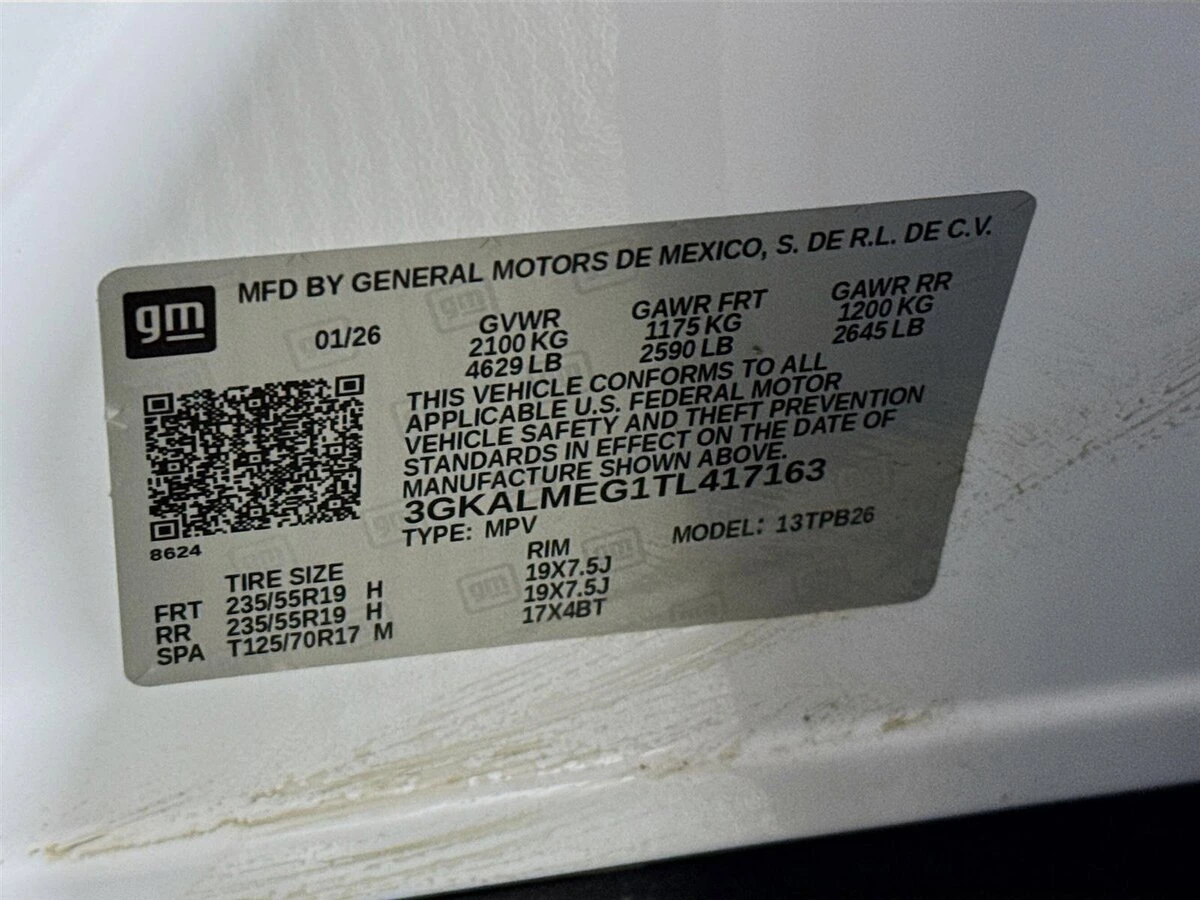 MFD BY GENERAL MOTORS DE MEXICO, S. DE R.L. DE C.V.
gm
01/26
GVWR
2100 KG
4629 LB
GAWR FRT
1175 KG
2590 LB
GAWR RR
1200 KG
2645 LB
THIS VEHICLE CONFORMS TO ALL
APPLICABLE U.S. FEDERAL MOTOR
VEHICLE SAFETY AND THEFT PREVENTION
STANDARDS IN EFFECT ON THE DATE OF
MANUFACTURE SHOWN ABOVE.
3GKALMEG1TL417163
TYPE: MPV MODEL: 13TPB26
8624
TIRE SIZE RIM
FRT 235/55R19 H 19X7.5J
RR 235/55R19 H 19X7.5J
SPA T125/70R17 M 17X4BT